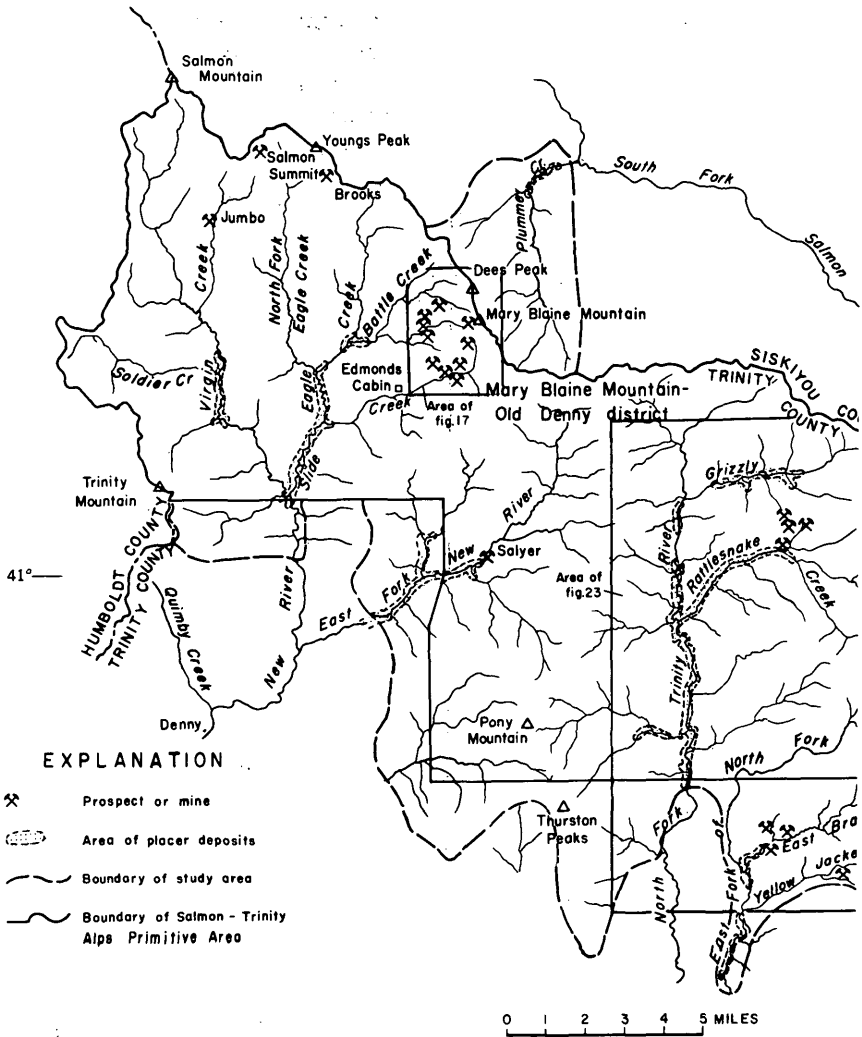 Salmon
Mountain
Youngs Peak
Salmon
Summit
Brooks
Jumbo
Creek
North Fork
Eagle Creek
Creek
Battle Creek
Plummer
Cr
South Fork Salmon
Dees Peak
Mary Blaine Mountain
Soldier Cr
Virgin
Eagle
Edmonds
Cabin
Creek
Slide
Area of
fig.17
Mary Blaine Mountain-
Old Denny district
SISKIYOU CO
TRINITY COUNTY
Trinity
Mountain
Grizzly
New River
Salyer
East Fork
River
Rattlesnake
Creek
Area of
fig.23
41°
HUMBOLDT COUNTY
TRINITY COUNTY
Quimby Creek
New
River
Trinity
Denny
Pony
Mountain
North Fork
Thurston
Peaks
Fork
North
of
East Fork
East Bra
Yellow Jacke
EXPLANATION
Prospect or mine
Area of placer deposits
Boundary of study area
Boundary of Salmon - Trinity
Alps Primitive Area
0 1 2 3 4 5 MILES